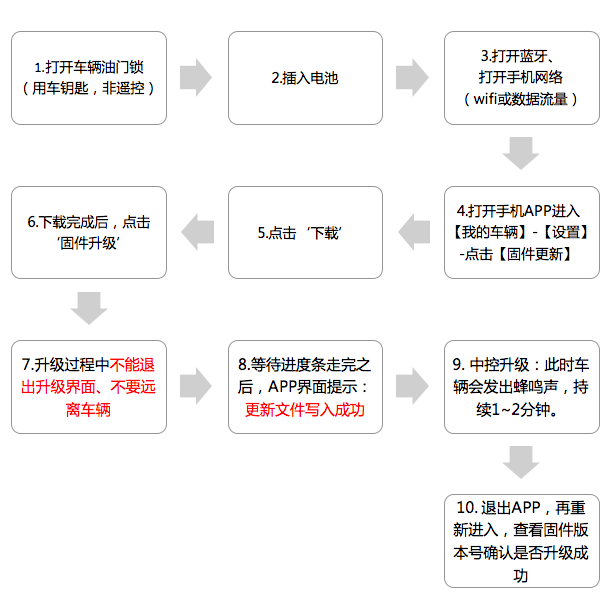 1.打开车辆油门锁
（用车钥匙，非遥控）
2.插入电池
3.打开蓝牙、
打开手机网络
（wifi或数据流量）
4.打开手机APP进入
【我的车辆】-【设置】
-点击【固件更新】
5.点击‘下载’
6.下载完成后，点击
‘固件升级’
7.升级过程中不能退
出升级界面、不要远
离车辆
8.等待进度条走完之
后，APP界面提示：
更新文件写入成功
9. 中控升级：此时车
辆会发出蜂鸣声，持
续1~2分钟。
10. 退出APP，再重
新进入，查看固件版
本号确认是否升级成
功